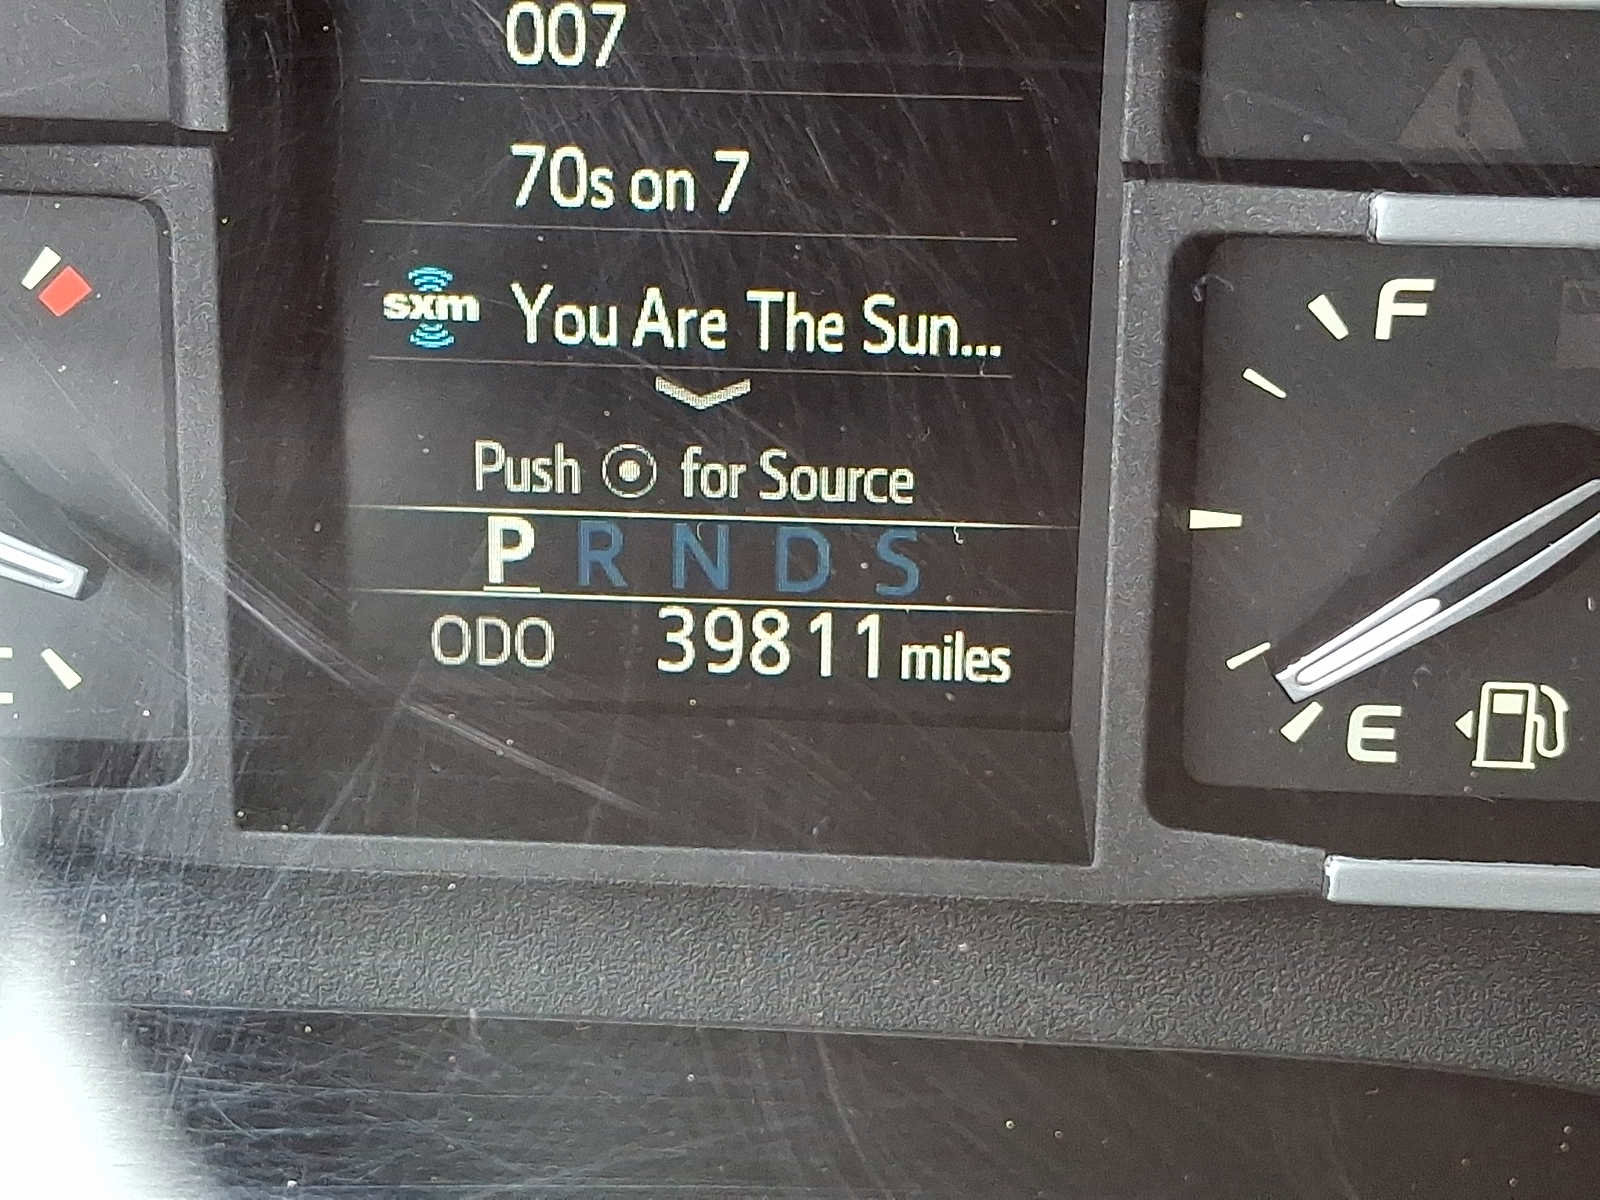 007
70s on 7
sxm You Are The Sun...
Push for Source
P R N D S
ODO 39811 miles
F
E